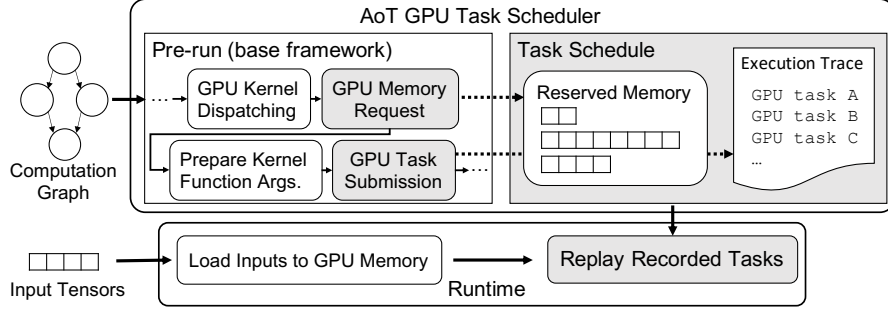 AoT GPU Task Scheduler
Pre-run (base framework)
Task Schedule
...
GPU Kernel
Dispatching
GPU Memory
Request
Reserved Memory
Execution Trace
GPU task A
GPU task B
GPU task C
…
Prepare Kernel
Function Args.
GPU Task
Submission
...
Computation
Graph
Input Tensors
Load Inputs to GPU Memory
Runtime
Replay Recorded Tasks